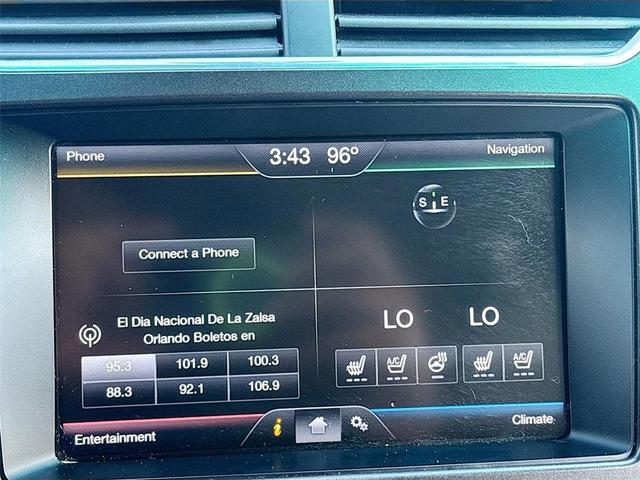 Phone
3:43 96°
Navigation
S E
Connect a Phone
El Dia Nacional De La Zalsa
Orlando Boletos en
LO
LO
95.3 101.9 100.3
88.3 92.1 106.9
A/C
A/C
Entertainment
i
Climate